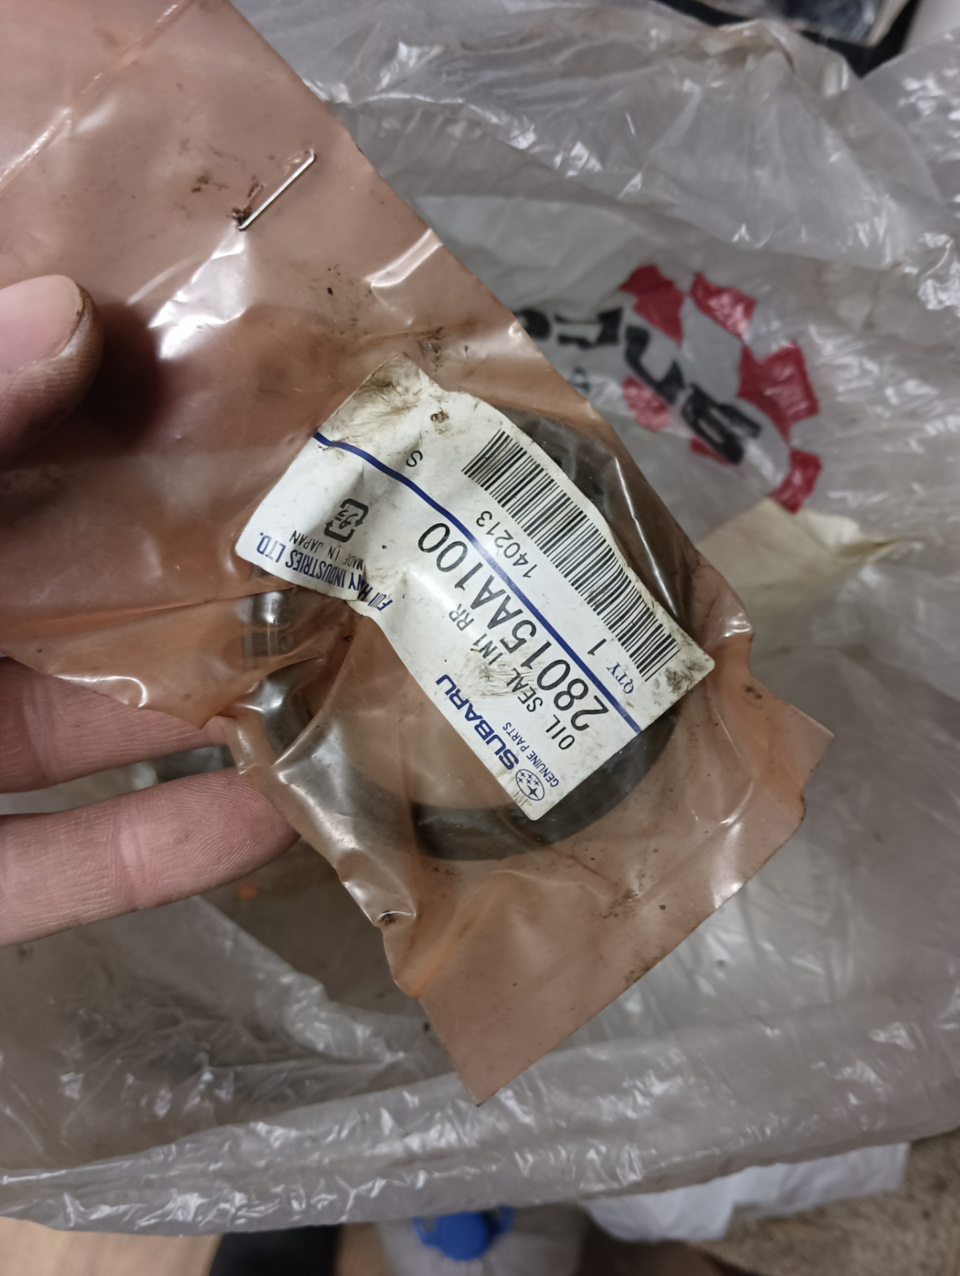 QTY 1
140213
S
28015AA100
OIL SEAL IN1 RR
SUBARU
GENUINE PARTS
INDUSTRIES LTD.
MADE IN JAPAN